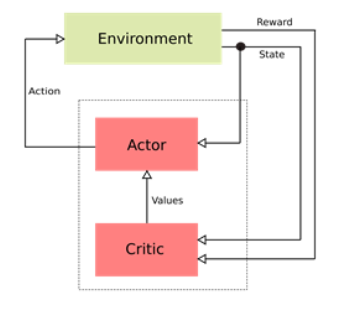 Reward
Environment
State
Action
Actor
Values
Critic